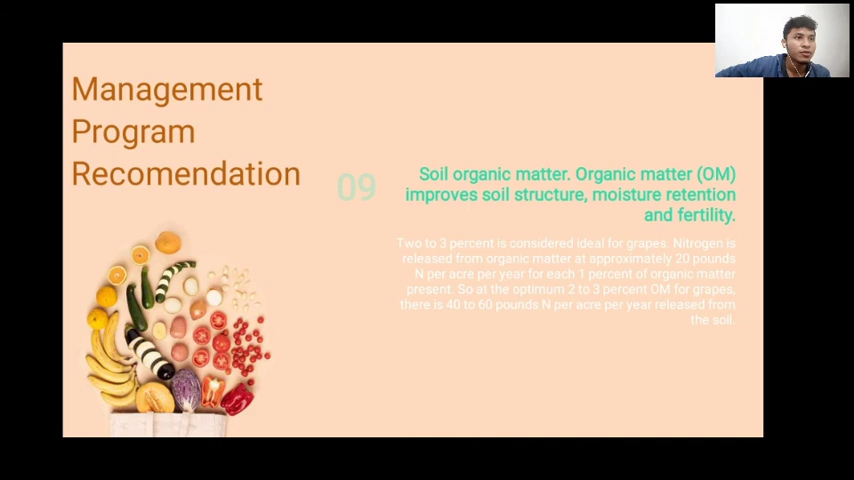 Management
Program
Recomendation
09
Soil organic matter. Organic matter (OM)
improves soil structure, moisture retention
and fertility.
Two to 3 percent is considered ideal for grapes. Nitrogen is
released from organic matter at approximately 20 pounds
N per acre per year for each 1 percent of organic matter
present. So at the optimum 2 to 3 percent OM for grapes,
there is 40 to 60 pounds N per acre per year released from
the soil.